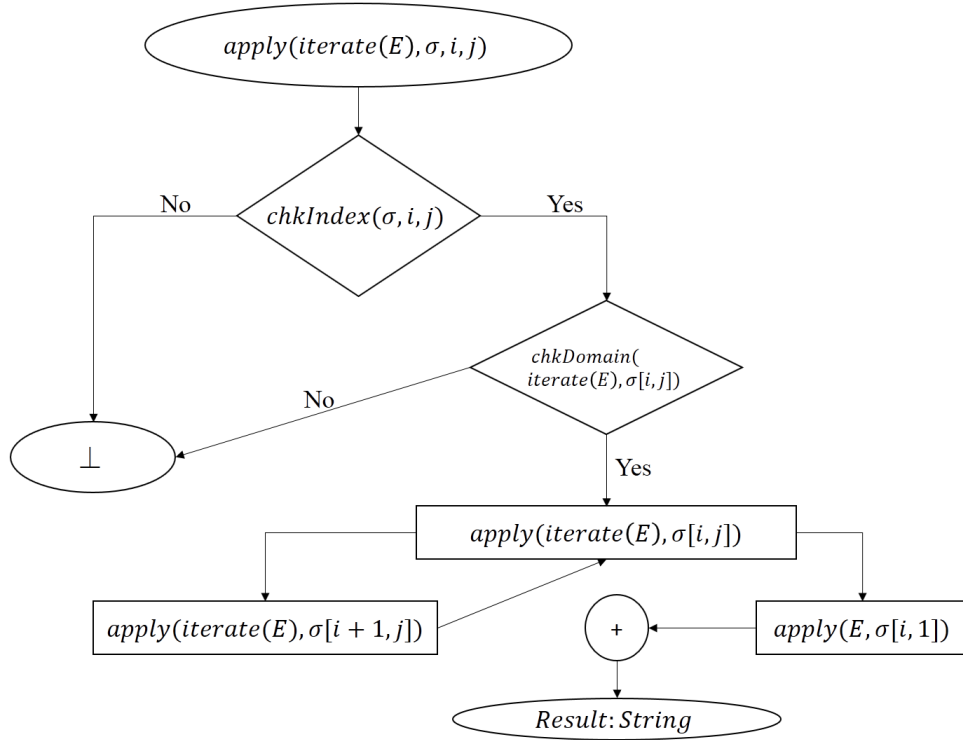 apply(iterate(E), σ, i, j)
No
chkIndex(σ, i, j)
Yes
chkDomain(
iterate(E), σ[i, j])
No
⊥
Yes
apply(iterate(E), σ[i, j])
apply(iterate(E), σ[i + 1, j])
+
apply(E, σ[i, 1])
Result: String